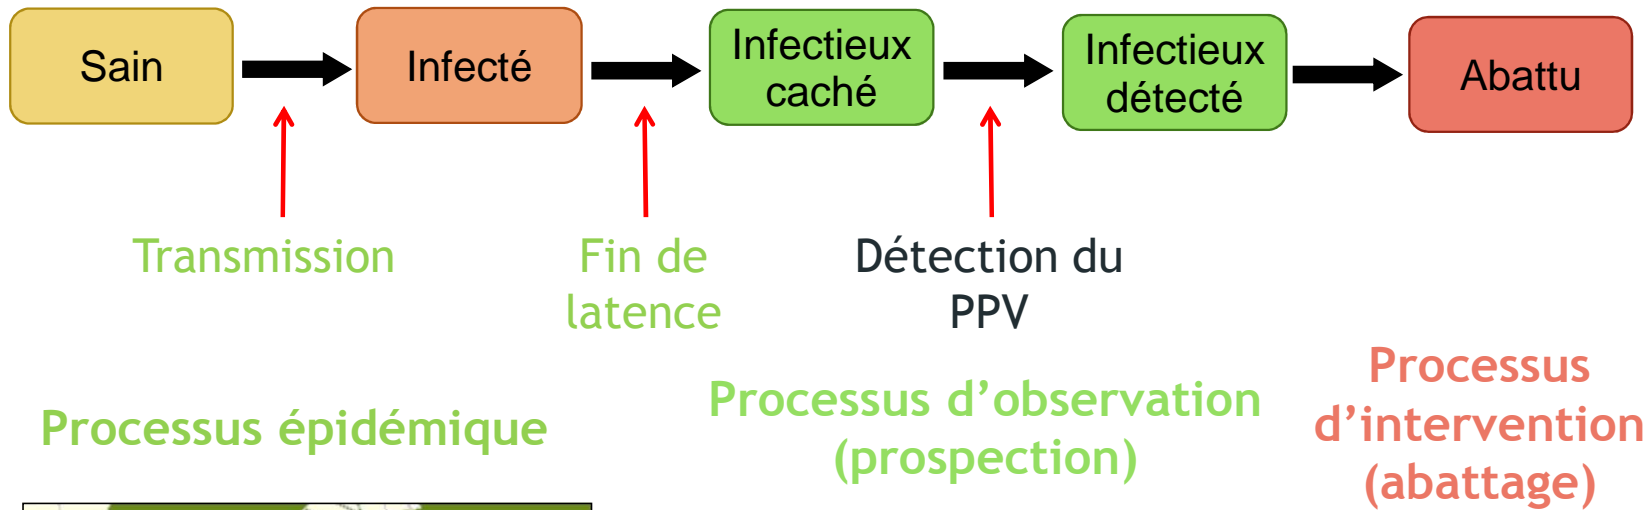 Sain
Infecté
Infectieux
caché
Infectieux
détecté
Abattu
Transmission
Fin de
latence
Détection du
PPV
Processus épidémique
Processus d’observation
(prospection)
Processus
d’intervention
(abattage)